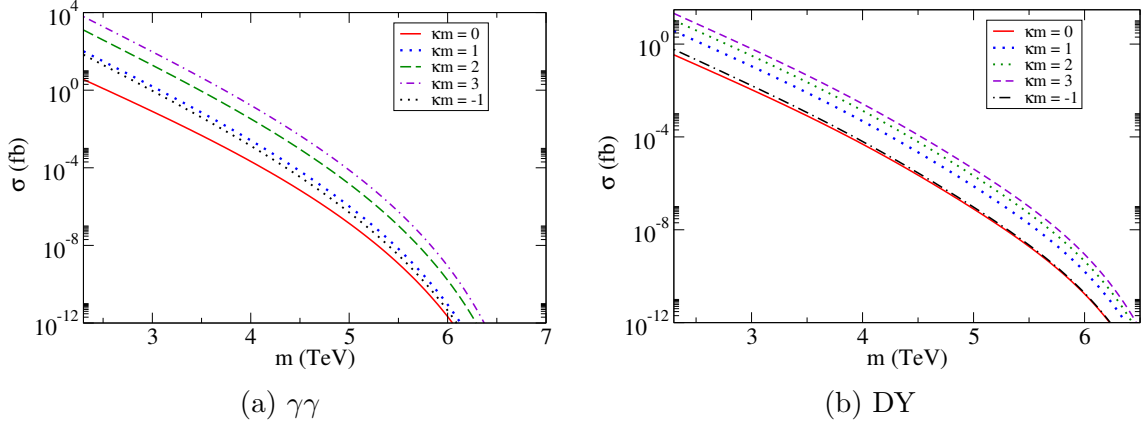 10^4
10^0
10^-4
10^-8
10^-12
σ (fb)
3 4 5 6 7
m (TeV)
κm = 0
κm = 1
κm = 2
κm = 3
κm = -1
(a) γγ
10^0
10^-4
10^-8
10^-12
σ (fb)
3 4 5 6
m (TeV)
κm = 0
κm = 1
κm = 2
κm = 3
κm = -1
(b) DY